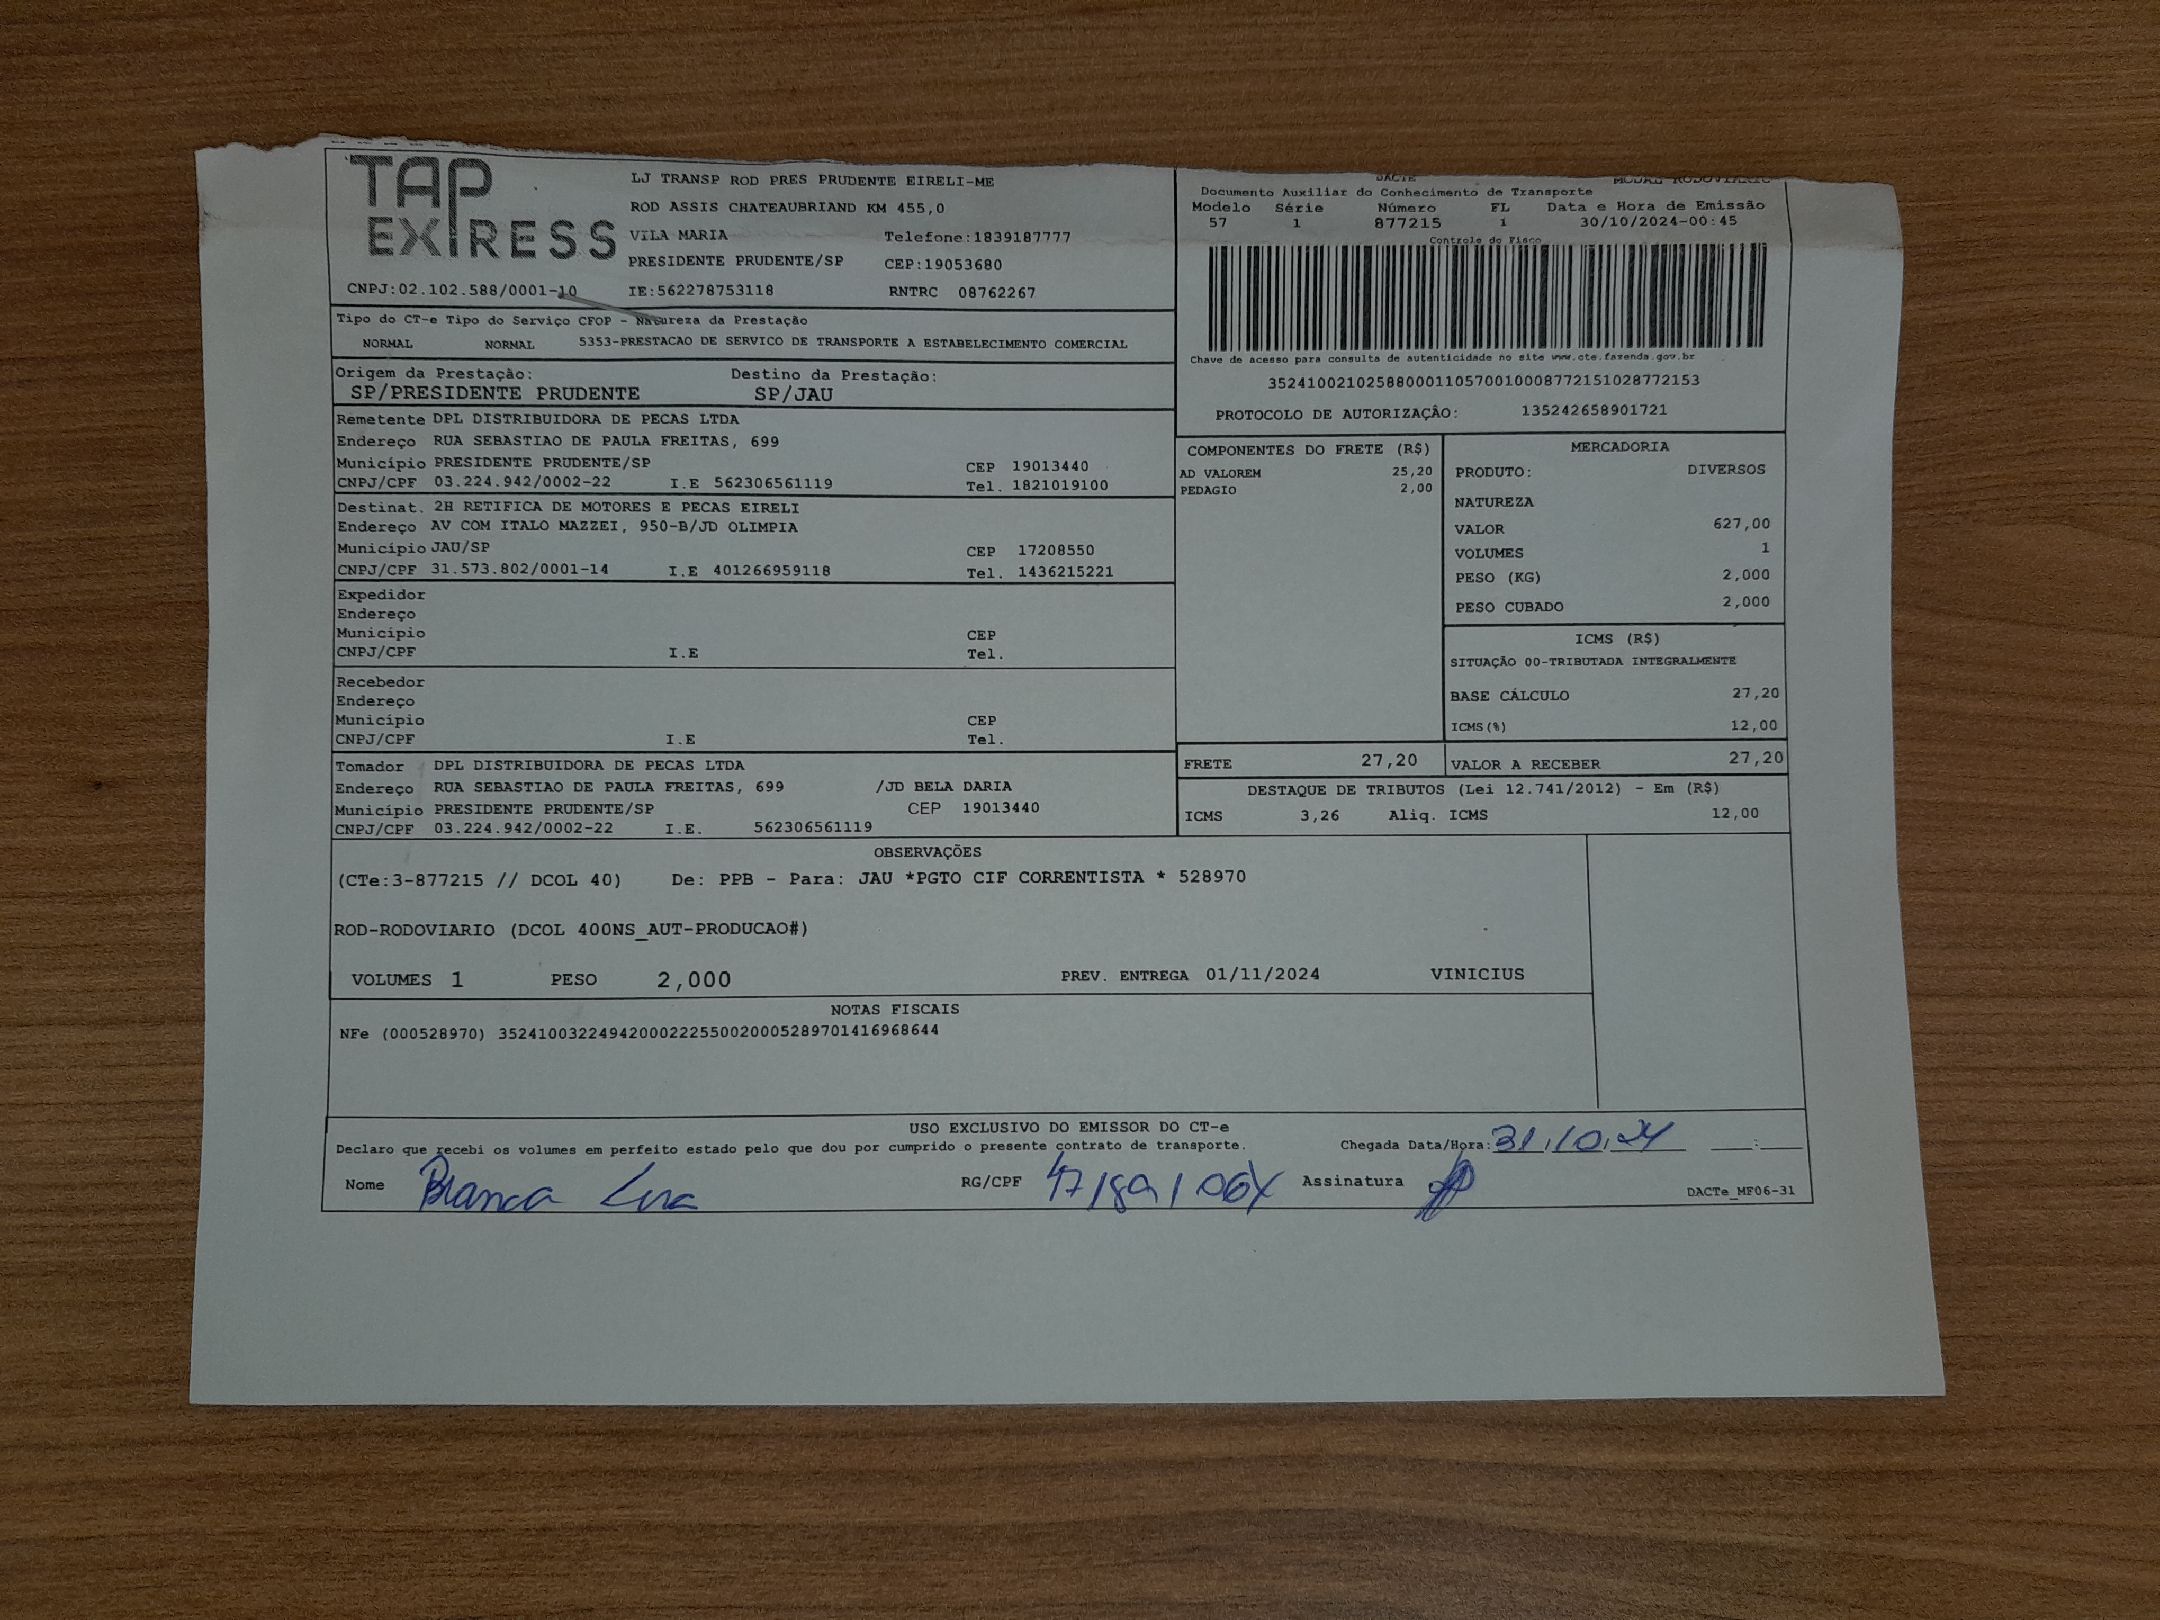 TAP EXPRESS
LJ TRANSP ROD PRES PRUDENTE EIRELI-ME
ROD ASSIS CHATEAUBRIAND KM 455,0
VILA MARIA Telefone:1839187777
PRESIDENTE PRUDENTE/SP CEP:19053680
CNPJ:02.102.588/0001-10 IE:562278753118 RNTRC 08762267
DACTE MODAL RODOVIARIO
Documento Auxiliar do Conhecimento de Transporte
Modelo Série Número FL Data e Hora de Emissão
57 1 877215 1 30/10/2024-00:45
Controle do Fisco
Chave de acesso para consulta de autenticidade no site www.cte.fazenda.gov.br
35241002102588000110570010008772151028772153
PROTOCOLO DE AUTORIZAÇÂO: 135242658901721
Tipo do CT-e Tipo do Serviço CFOP - Natureza da Prestação
NORMAL NORMAL 5353-PRESTACAO DE SERVICO DE TRANSPORTE A ESTABELECIMENTO COMERCIAL
Origem da Prestação: Destino da Prestação:
SP/PRESIDENTE PRUDENTE SP/JAU
Remetente DPL DISTRIBUIDORA DE PECAS LTDA
Endereço RUA SEBASTIAO DE PAULA FREITAS, 699
Município PRESIDENTE PRUDENTE/SP CEP 19013440
CNPJ/CPF 03.224.942/0002-22 I.E 562306561119 Tel. 1821019100
Destinat. 2H RETIFICA DE MOTORES E PECAS EIRELI
Endereço AV COM ITALO MAZZEI, 950-B/JD OLIMPIA
Município JAU/SP CEP 17208550
CNPJ/CPF 31.573.802/0001-14 I.E 401266959118 Tel. 1436215221
Expedidor
Endereço
Município CEP
CNPJ/CPF I.E Tel.
Recebedor
Endereço
Município CEP
CNPJ/CPF I.E Tel.
Tomador DPL DISTRIBUIDORA DE PECAS LTDA
Endereço RUA SEBASTIAO DE PAULA FREITAS, 699 /JD BELA DARIA
Município PRESIDENTE PRUDENTE/SP CEP 19013440
CNPJ/CPF 03.224.942/0002-22 I.E. 562306561119
COMPONENTES DO FRETE (R$)
AD VALOREM 25,20
PEDAGIO 2,00
MERCADORIA
PRODUTO: DIVERSOS
NATUREZA
VALOR 627,00
VOLUMES 1
PESO (KG) 2,000
PESO CUBADO 2,000
ICMS (R$)
SITUAÇÃO 00-TRIBUTADA INTEGRALMENTE
BASE CÁLCULO 27,20
ICMS(%) 12,00
FRETE 27,20 VALOR A RECEBER 27,20
DESTAQUE DE TRIBUTOS (Lei 12.741/2012) - Em (R$)
ICMS 3,26 Aliq. ICMS 12,00
OBSERVAÇÕES
(CTe:3-877215 // DCOL 40) De: PPB - Para: JAU *PGTO CIF CORRENTISTA * 528970
ROD-RODOVIARIO (DCOL 400NS_AUT-PRODUCAO#)
VOLUMES 1 PESO 2,000 PREV. ENTREGA 01/11/2024 VINICIUS
NOTAS FISCAIS
NFe (000528970) 35241003224942000222550020005289701416968644
USO EXCLUSIVO DO EMISSOR DO CT-e
Declaro que recebi os volumes em perfeito estado pelo que dou por cumprido o presente contrato de transporte. Chegada Data/Hora: 31.10.24
Nome Bianca RG/CPF Assinatura
DACTe_MF06-31